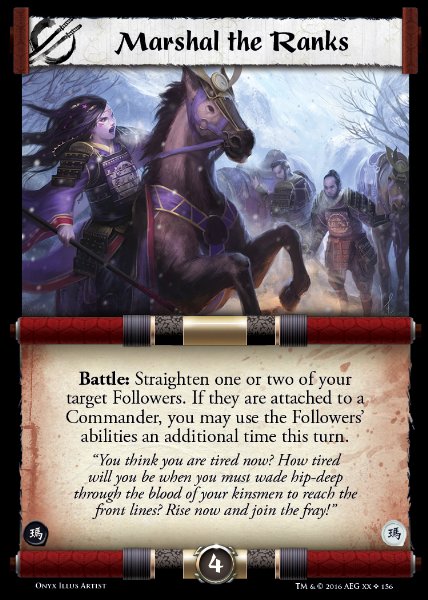 Marshal the Ranks
Battle: Straighten one or two of your
target Followers. If they are attached to a
Commander, you may use the Followers’
abilities an additional time this turn.
“You think you are tired now? How tired
will you be when you must wade hip-deep
through the blood of your kinsmen to reach the
front lines? Rise now and join the fray!”
瑪 瑪
4
Onyx Illus Artist TM & © 2016 AEG XX ❖ 156